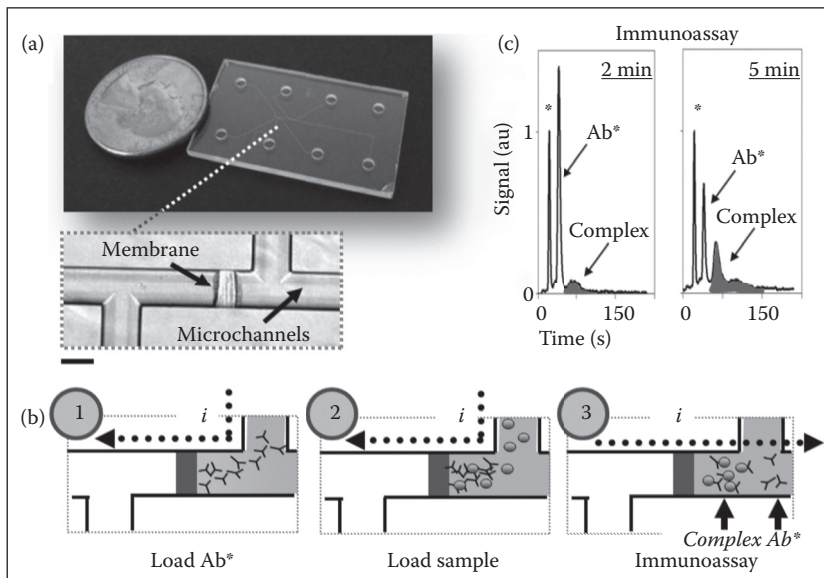 (a)
Membrane
Microchannels
(c)
Immunoassay
2 min
5 min
*
Ab*
Complex
*
Ab*
Complex
Signal (au)
1
0
0
150
0
150
Time (s)
(b)
1
i
2
i
3
i
Load Ab*
Load sample
Complex Ab*
Immunoassay